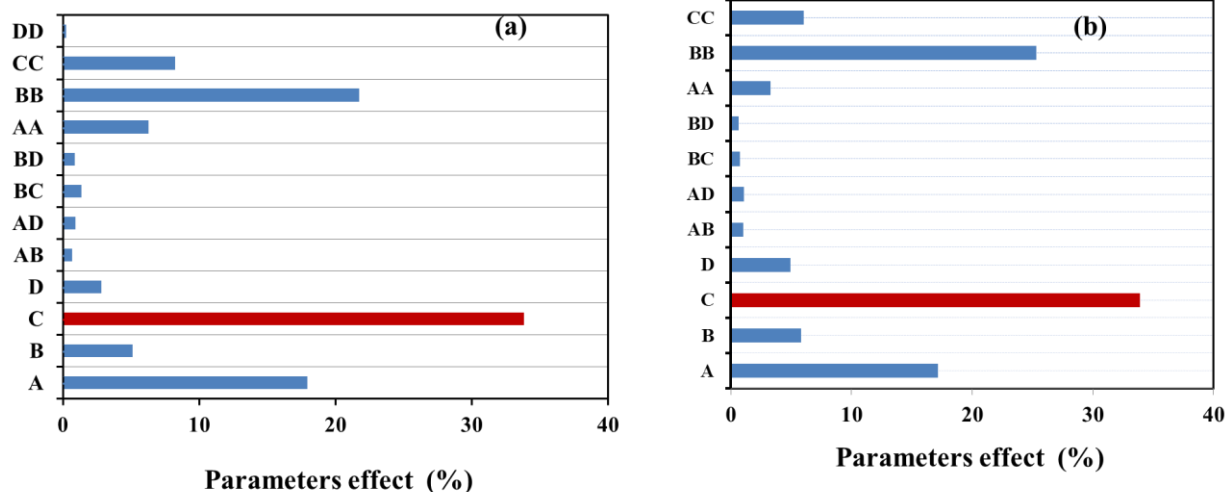 (a)
DD
CC
BB
AA
BD
BC
AD
AB
D
C
B
A
0 10 20 30 40
Parameters effect (%)
(b)
CC
BB
AA
BD
BC
AD
AB
D
C
B
A
0 10 20 30 40
Parameters effect (%)